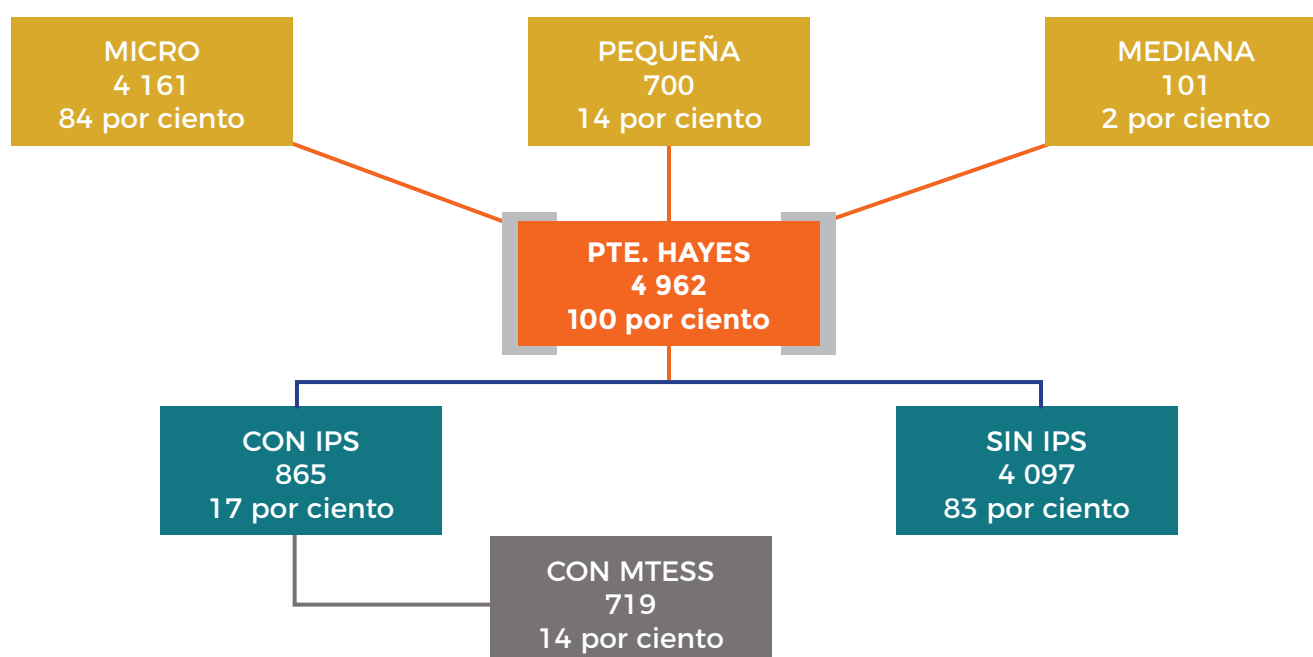 MICRO
4 161
84 por ciento
PEQUEÑA
700
14 por ciento
MEDIANA
101
2 por ciento
PTE. HAYES
4 962
100 por ciento
CON IPS
865
17 por ciento
SIN IPS
4 097
83 por ciento
CON MTESS
719
14 por ciento